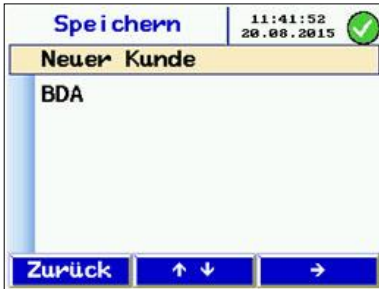 Speichern
11:41:52
20.08.2015
Neuer Kunde
BDA
Zurück ↑ ↓ →